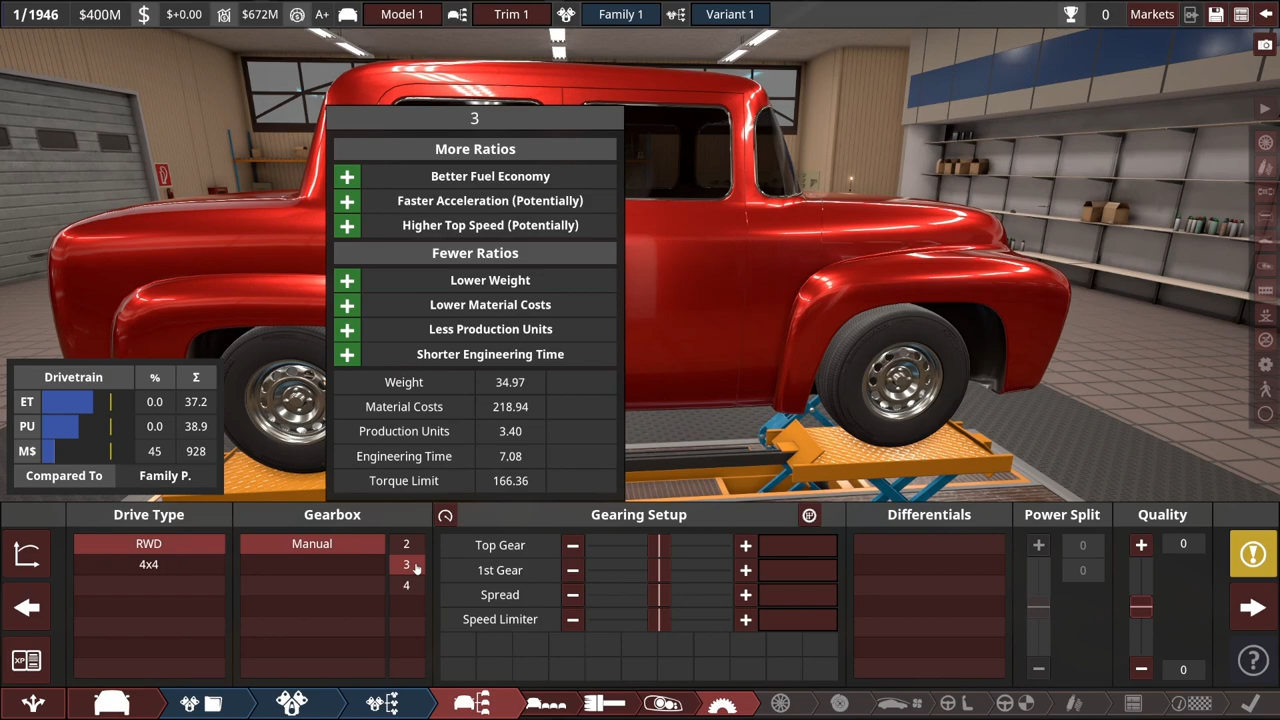 1/1946 $400M $ $+0.00 $672M A+ Model 1 Trim 1 Family 1 Variant 1 0 Markets
3
More Ratios
+ Better Fuel Economy
+ Faster Acceleration (Potentially)
+ Higher Top Speed (Potentially)
Fewer Ratios
+ Lower Weight
+ Lower Material Costs
+ Less Production Units
+ Shorter Engineering Time
Weight 34.97
Material Costs 218.94
Production Units 3.40
Engineering Time 7.08
Torque Limit 166.36
Drivetrain % Σ
ET 0.0 37.2
PU 0.0 38.9
M$ 45 928
Compared To Family P.
Drive Type
RWD
4x4
Gearbox
Manual
2
3
4
Gearing Setup
Top Gear − +
1st Gear − +
Spread − +
Speed Limiter − +
Differentials
Power Split
+ 0
0
−
Quality
+ 0
− 0
XP
?